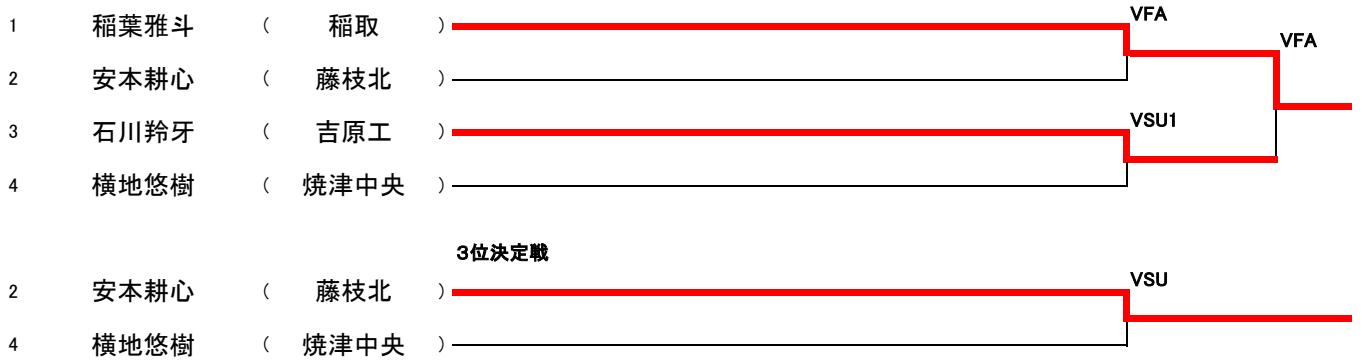 VFA
1 稲葉雅斗 ( 稲取 )
VFA
2 安本耕心 ( 藤枝北 )
VSU1
3 石川羚牙 ( 吉原工 )
4 横地悠樹 ( 焼津中央 )
３位決定戦
VSU
2 安本耕心 ( 藤枝北 )
4 横地悠樹 ( 焼津中央 )